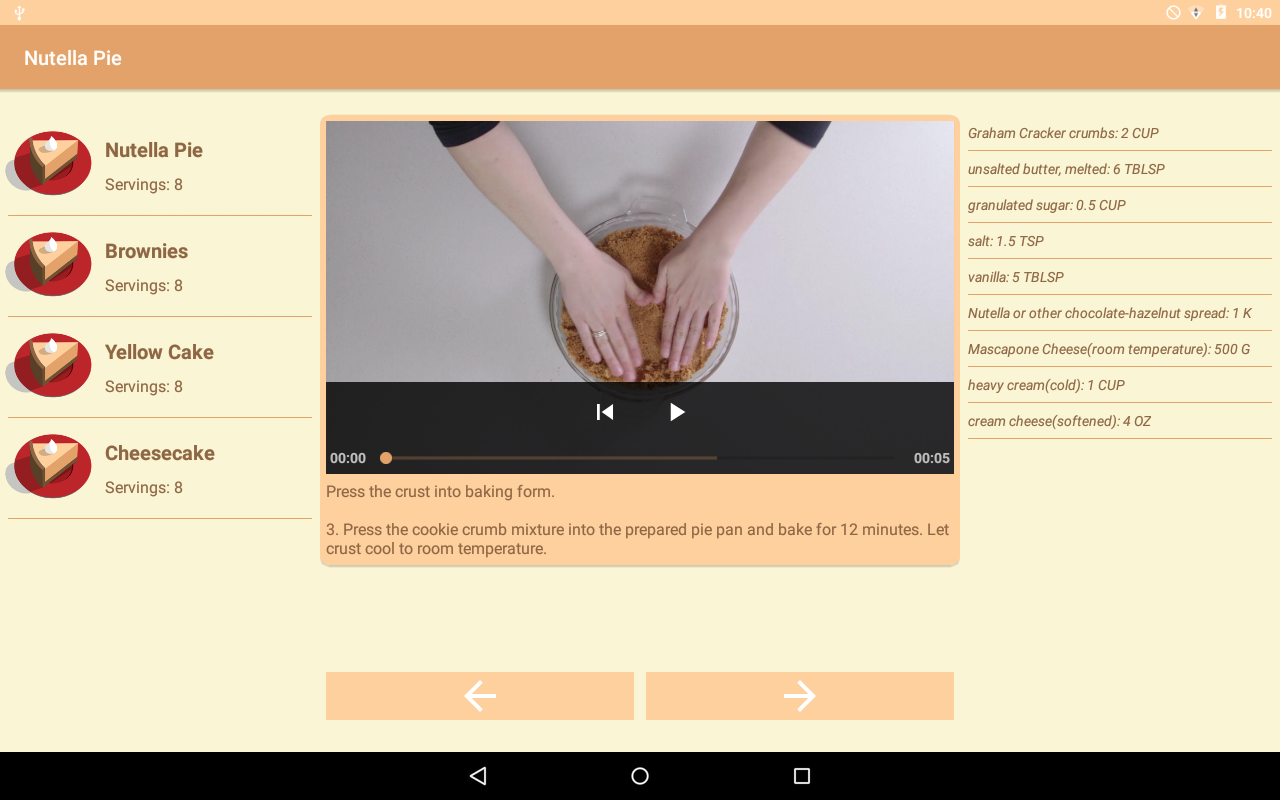 10:40
Nutella Pie
Nutella Pie
Servings: 8
Brownies
Servings: 8
Yellow Cake
Servings: 8
Cheesecake
Servings: 8
00:00
00:05
Press the crust into baking form.
3. Press the cookie crumb mixture into the prepared pie pan and bake for 12 minutes. Let
crust cool to room temperature.
Graham Cracker crumbs: 2 CUP
unsalted butter, melted: 6 TBLSP
granulated sugar: 0.5 CUP
salt: 1.5 TSP
vanilla: 5 TBLSP
Nutella or other chocolate-hazelnut spread: 1 K
Mascapone Cheese(room temperature): 500 G
heavy cream(cold): 1 CUP
cream cheese(softened): 4 OZ